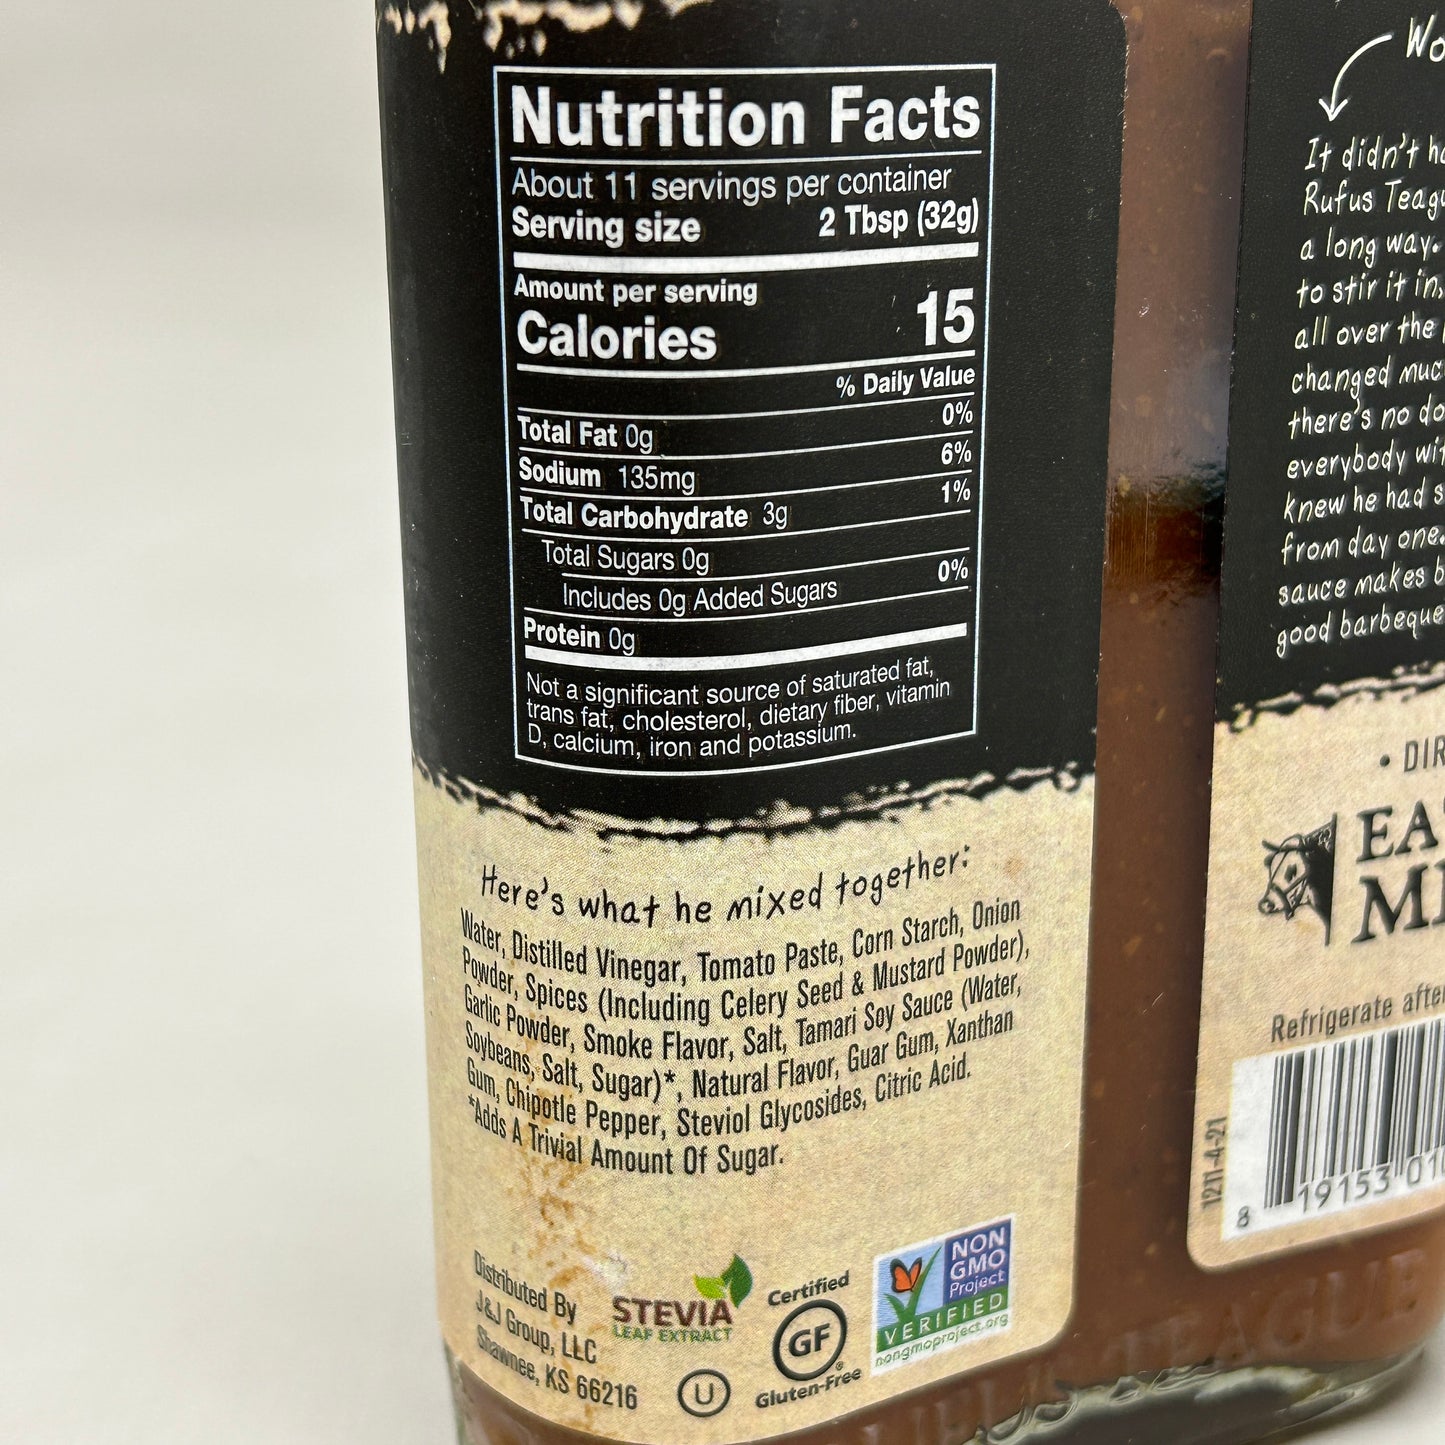 Nutrition Facts
About 11 servings per container
Serving size 2 Tbsp (32g)
Amount per serving
Calories 15
% Daily Value
Total Fat 0g 0%
Sodium 135mg 6%
Total Carbohydrate 3g 1%
Total Sugars 0g
Includes 0g Added Sugars 0%
Protein 0g
Not a significant source of saturated fat,
trans fat, cholesterol, dietary fiber, vitamin
D, calcium, iron and potassium.
Here's what he mixed together:
Water, Distilled Vinegar, Tomato Paste, Corn Starch, Onion
Powder, Spices (Including Celery Seed & Mustard Powder),
Garlic Powder, Smoke Flavor, Salt, Tamari Soy Sauce (Water,
Soybeans, Salt, Sugar)*, Natural Flavor, Guar Gum, Xanthan
Gum, Chipotle Pepper, Steviol Glycosides, Citric Acid.
*Adds A Trivial Amount Of Sugar.
Distributed By
J&J Group, LLC
Shawnee, KS 66216
STEVIA
LEAF EXTRACT
U
Certified
GF
®
Gluten-Free
NON
GMO
Project
VERIFIED
nongmoproject.org
It didn't
Rufus
a long way.
to stir it in,
all over the
changed
there's no
everybody
knew he had
from day one.
sauce makes
good barbeque
Refrigerate
1211-4-21
8 19153